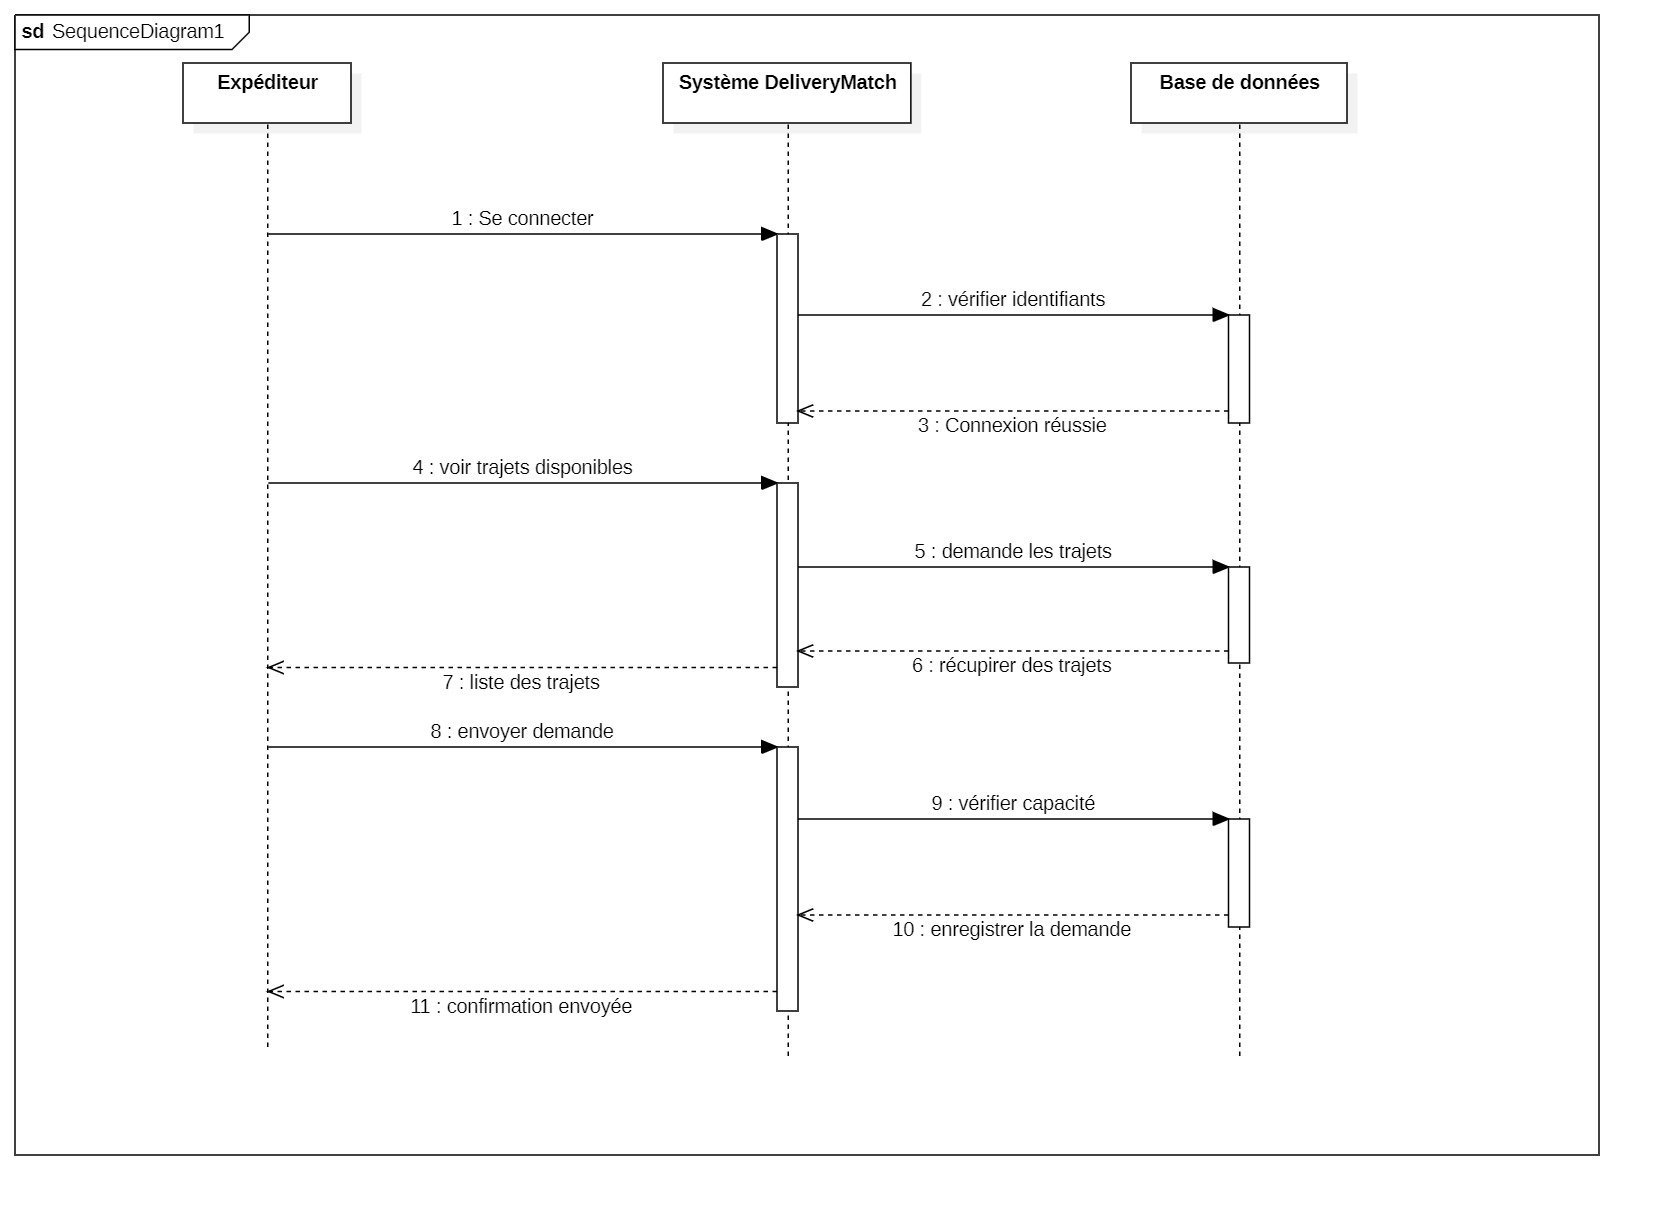 sd SequenceDiagram1
Expéditeur
Système DeliveryMatch
Base de données
1 : Se connecter
2 : vérifier identifiants
3 : Connexion réussie
4 : voir trajets disponibles
5 : demande les trajets
6 : récupirer des trajets
7 : liste des trajets
8 : envoyer demande
9 : vérifier capacité
10 : enregistrer la demande
11 : confirmation envoyée